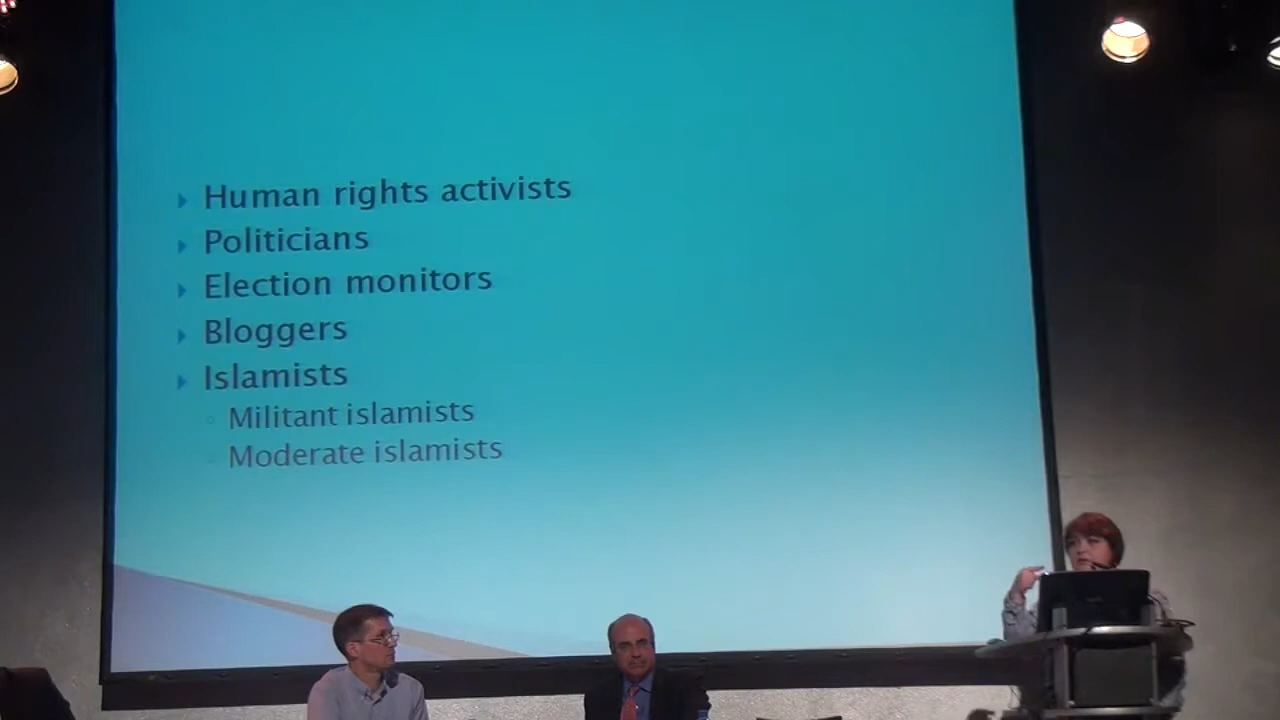 Human rights activists
Politicians
Election monitors
Bloggers
Islamists
Militant islamists
Moderate islamists